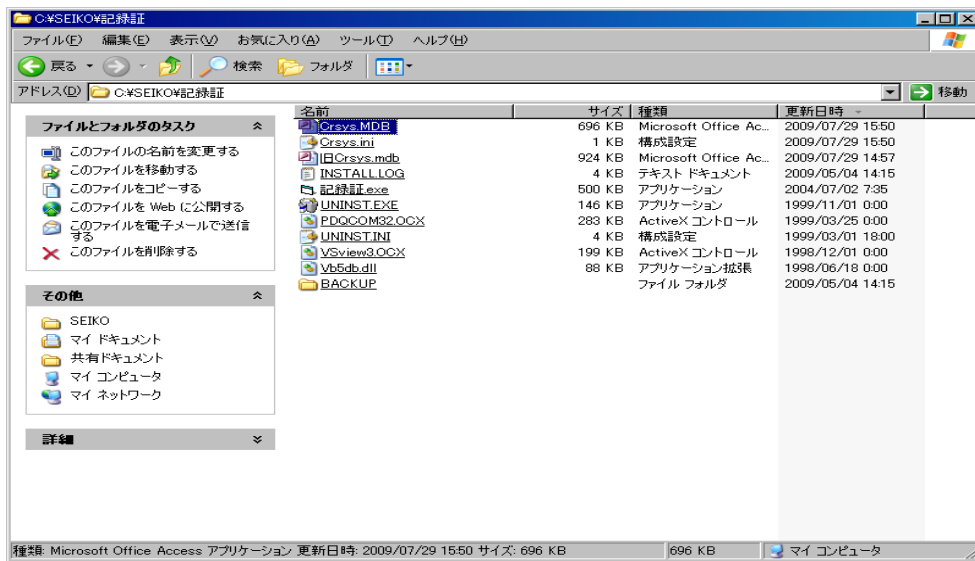 C:¥SEIKO¥記録証
ファイル(F) 編集(E) 表示(V) お気に入り(A) ツール(T) ヘルプ(H)
戻る 検索 フォルダ
アドレス(D) C:¥SEIKO¥記録証 移動
ファイルとフォルダのタスク
このファイルの名前を変更する
このファイルを移動する
このファイルをコピーする
このファイルを Web に公開する
このファイルを電子メールで送信
する
このファイルを削除する
その他
SEIKO
マイ ドキュメント
共有ドキュメント
マイ コンピュータ
マイ ネットワーク
詳細
名前 サイズ 種類 更新日時
Crsys.MDB 696 KB Microsoft Office Ac... 2009/07/29 15:50
Crsys.ini 1 KB 構成設定 2009/07/29 15:50
旧Crsys.mdb 924 KB Microsoft Office Ac... 2009/07/29 14:57
INSTALL.LOG 4 KB テキスト ドキュメント 2009/05/04 14:15
記録証.exe 500 KB アプリケーション 2004/07/02 7:35
UNINST.EXE 146 KB アプリケーション 1999/11/01 0:00
PDQCOM32.OCX 283 KB ActiveX コントロール 1999/03/25 0:00
UNINST.INI 4 KB 構成設定 1999/03/01 18:00
VSview3.OCX 199 KB ActiveX コントロール 1998/12/01 0:00
Vb5db.dll 88 KB アプリケーション拡張 1998/06/18 0:00
BACKUP ファイル フォルダ 2009/05/04 14:15
種類: Microsoft Office Access アプリケーション 更新日時: 2009/07/29 15:50 サイズ: 696 KB 696 KB マイ コンピュータ